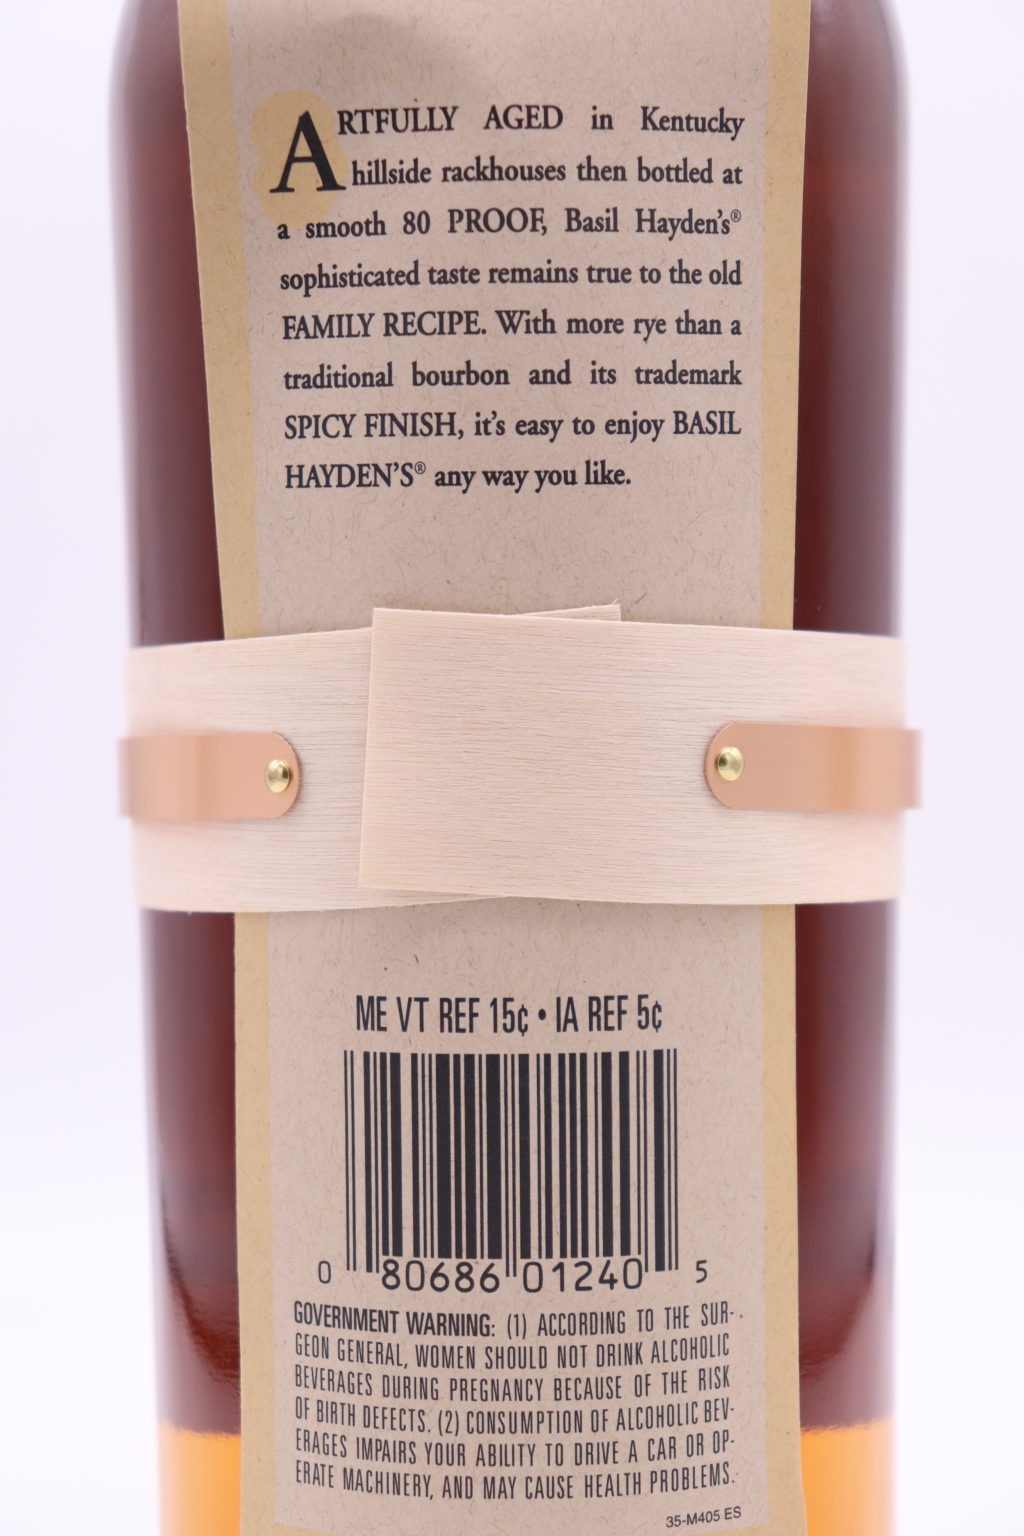 ARTFULLY AGED in Kentucky
hillside rackhouses then bottled at
a smooth 80 PROOF, Basil Hayden's®
sophisticated taste remains true to the old
FAMILY RECIPE. With more rye than a
traditional bourbon and its trademark
SPICY FINISH, it's easy to enjoy BASIL
HAYDEN'S® any way you like.
ME VT REF 15¢ • IA REF 5¢
0 80686 01240 5
GOVERNMENT WARNING: (1) ACCORDING TO THE SUR-
GEON GENERAL, WOMEN SHOULD NOT DRINK ALCOHOLIC
BEVERAGES DURING PREGNANCY BECAUSE OF THE RISK
OF BIRTH DEFECTS. (2) CONSUMPTION OF ALCOHOLIC BEV-
ERAGES IMPAIRS YOUR ABILITY TO DRIVE A CAR OR OP-
ERATE MACHINERY, AND MAY CAUSE HEALTH PROBLEMS.
35-M405 ES